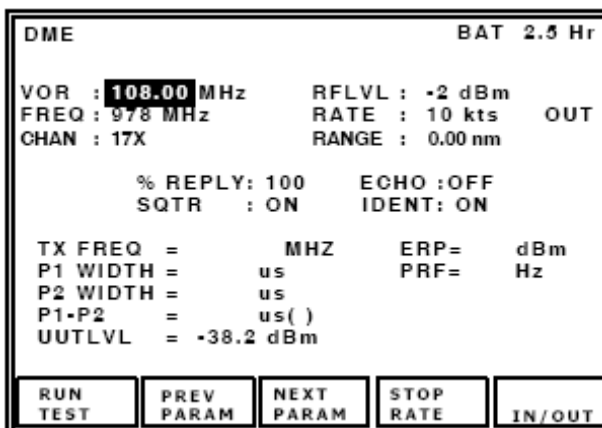 DME BAT 2.5 Hr
VOR : 108.00 MHz RFLVL : -2 dBm
FREQ : 978 MHz RATE : 10 kts OUT
CHAN : 17X RANGE : 0.00 nm
% REPLY: 100 ECHO :OFF
SQTR : ON IDENT: ON
TX FREQ = MHZ ERP= dBm
P1 WIDTH = us PRF= Hz
P2 WIDTH = us
P1-P2 = us( )
UUTLVL = -38.2 dBm
RUN TEST
PREV PARAM
NEXT PARAM
STOP RATE
IN/OUT